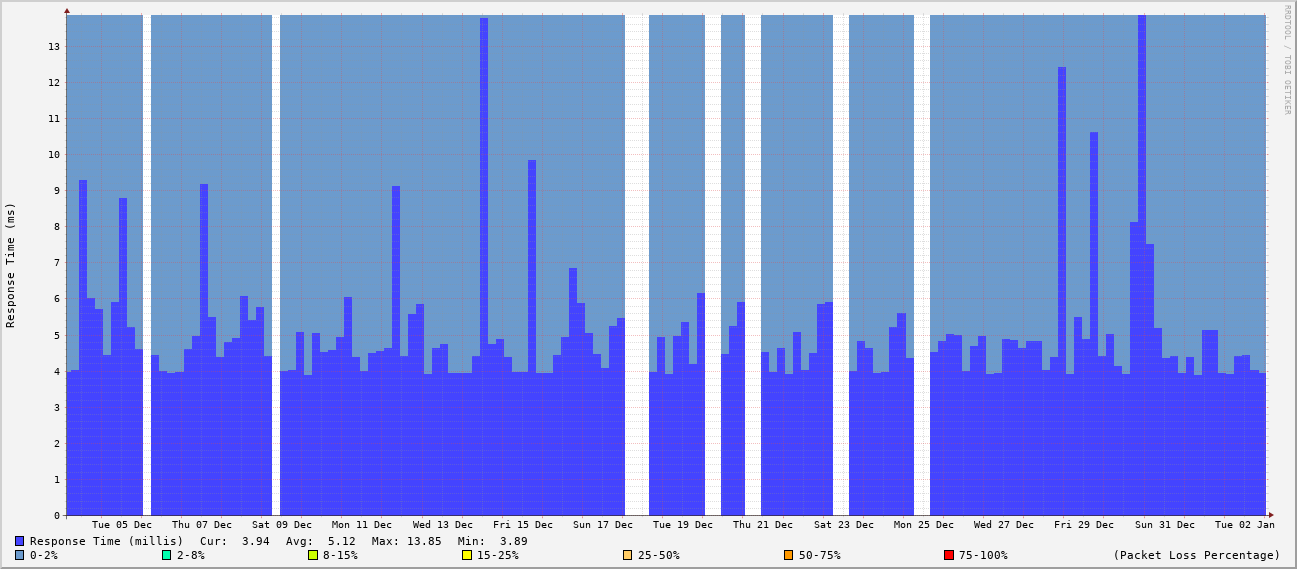 RRDTOOL / TOBI OETIKER
Response Time (ms)
13
12
11
10
9
8
7
6
5
4
3
2
1
0
Tue 05 Dec Thu 07 Dec Sat 09 Dec Mon 11 Dec Wed 13 Dec Fri 15 Dec Sun 17 Dec Tue 19 Dec Thu 21 Dec Sat 23 Dec Mon 25 Dec Wed 27 Dec Fri 29 Dec Sun 31 Dec Tue 02 Jan
Response Time (millis) Cur: 3.94 Avg: 5.12 Max: 13.85 Min: 3.89
0-2% 2-8% 8-15% 15-25% 25-50% 50-75% 75-100% (Packet Loss Percentage)